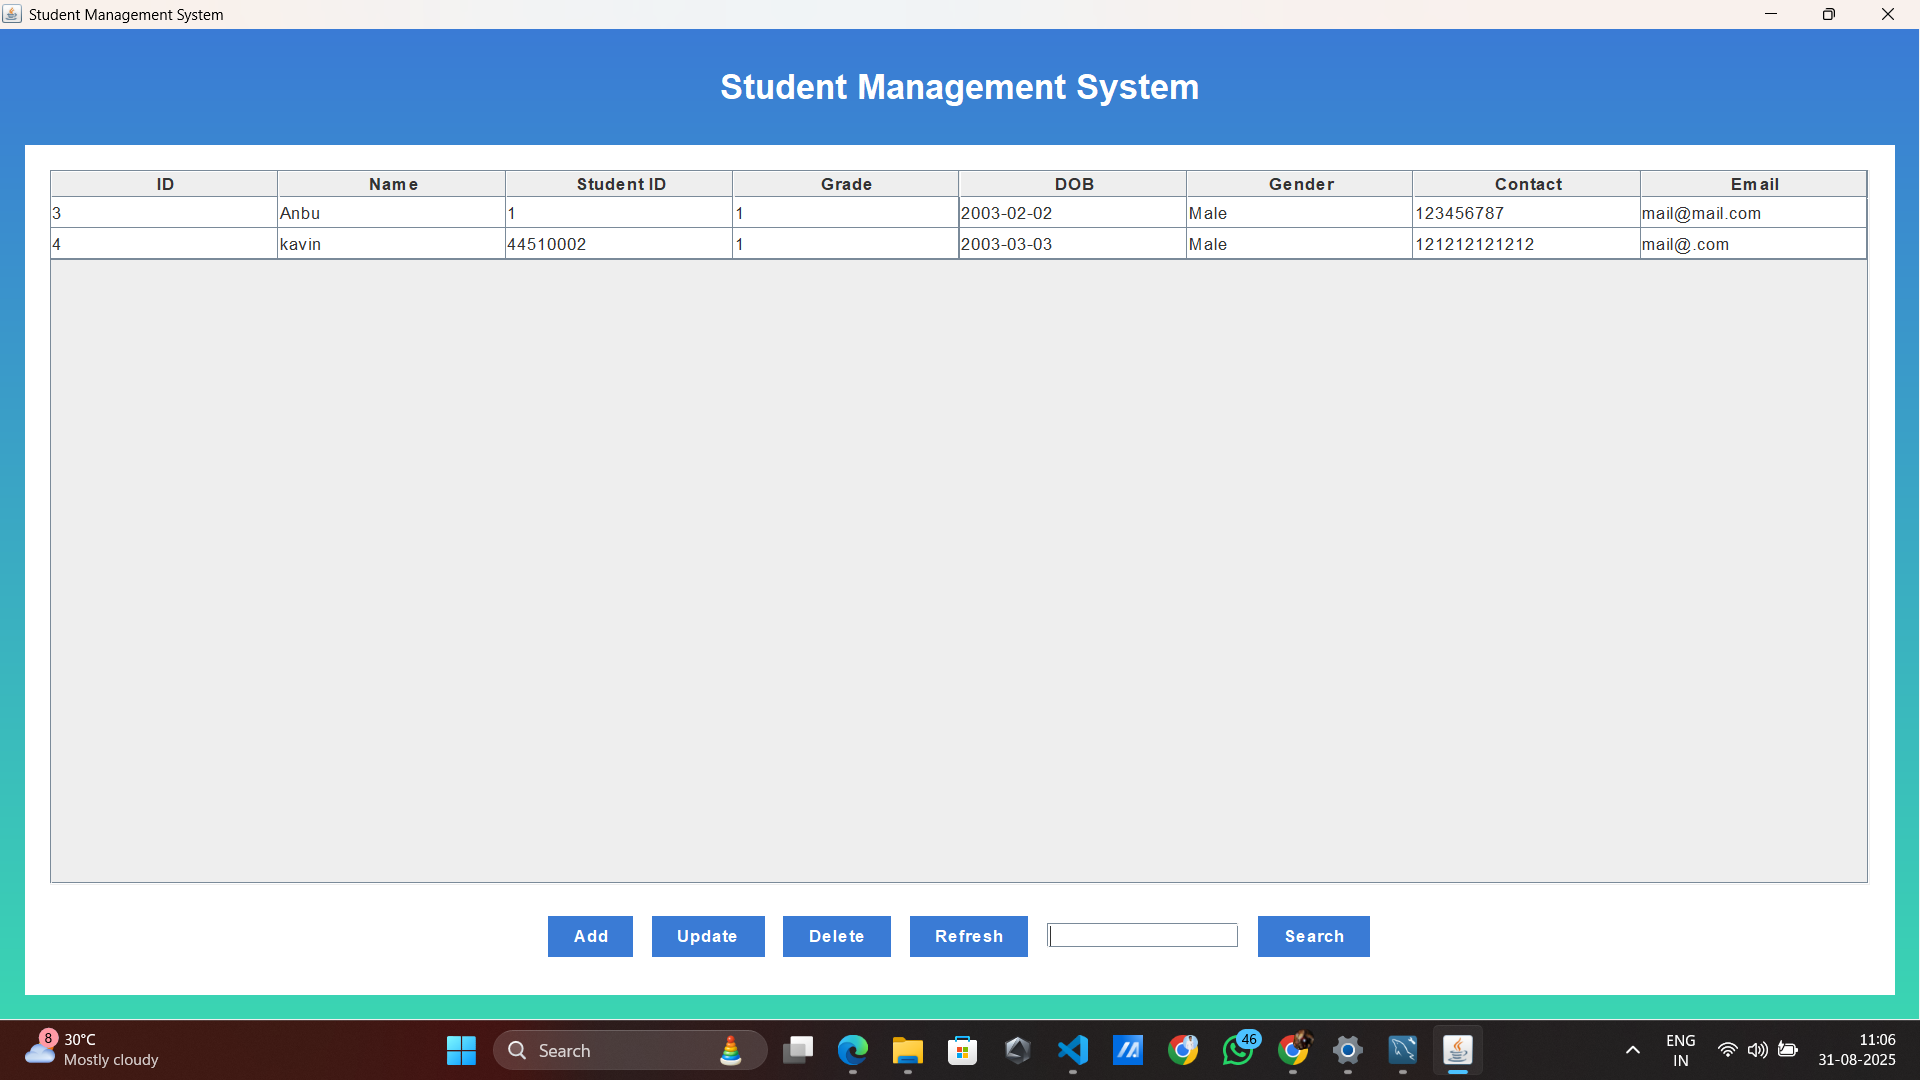 Student Management System
Student Management System
ID Name Student ID Grade DOB Gender Contact Email
3 Anbu 1 1 2003-02-02 Male 123456787 mail@mail.com
4 kavin 44510002 1 2003-03-03 Male 121212121212 mail@.com
Add Update Delete Refresh Search
8 30°C
Mostly cloudy
Search
46
ENG
IN
11:06
31-08-2025